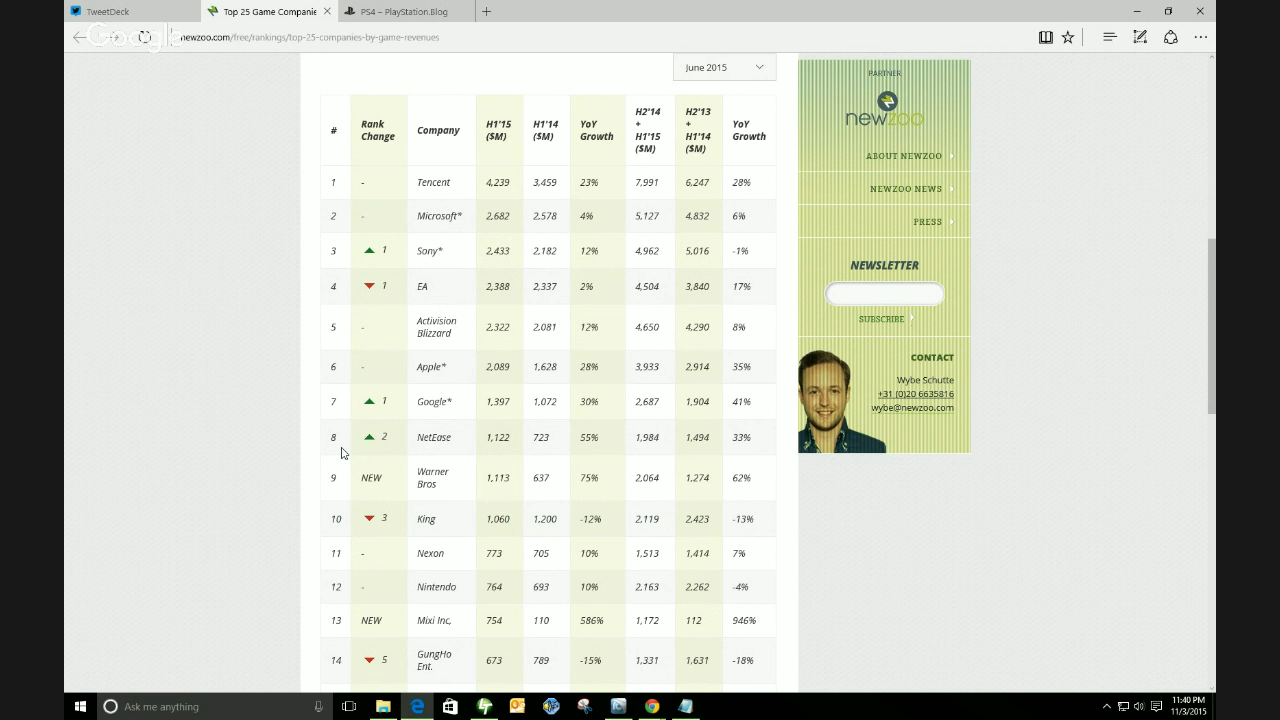 TweetDeck
Top 25 Game Companie
PS4 – PlayStation.Blog
Google
newzoo.com/free/rankings/top-25-companies-by-game-revenues
June 2015
# Rank Change Company H1'15 ($M) H1'14 ($M) YoY Growth H2'14 + H1'15 ($M) H2'13 + H1'14 ($M) YoY Growth
1 - Tencent 4,239 3,459 23% 7,991 6,247 28%
2 - Microsoft* 2,682 2,578 4% 5,127 4,832 6%
3 1 Sony* 2,433 2,182 12% 4,962 5,016 -1%
4 1 EA 2,388 2,337 2% 4,504 3,840 17%
5 - Activision Blizzard 2,322 2,081 12% 4,650 4,290 8%
6 - Apple* 2,089 1,628 28% 3,933 2,914 35%
7 1 Google* 1,397 1,072 30% 2,687 1,904 41%
8 2 NetEase 1,122 723 55% 1,984 1,494 33%
9 NEW Warner Bros 1,113 637 75% 2,064 1,274 62%
10 3 King 1,060 1,200 -12% 2,119 2,423 -13%
11 - Nexon 773 705 10% 1,513 1,414 7%
12 - Nintendo 764 693 10% 2,163 2,262 -4%
13 NEW Mixi Inc, 754 110 586% 1,172 112 946%
14 5 GungHo Ent. 673 789 -15% 1,331 1,631 -18%
PARTNER
newzoo
ABOUT NEWZOO
NEWZOO NEWS
PRESS
NEWSLETTER
SUBSCRIBE
CONTACT
Wybe Schutte
+31 (0)20 6635816
wybe@newzoo.com
Ask me anything
11:40 PM
11/3/2015